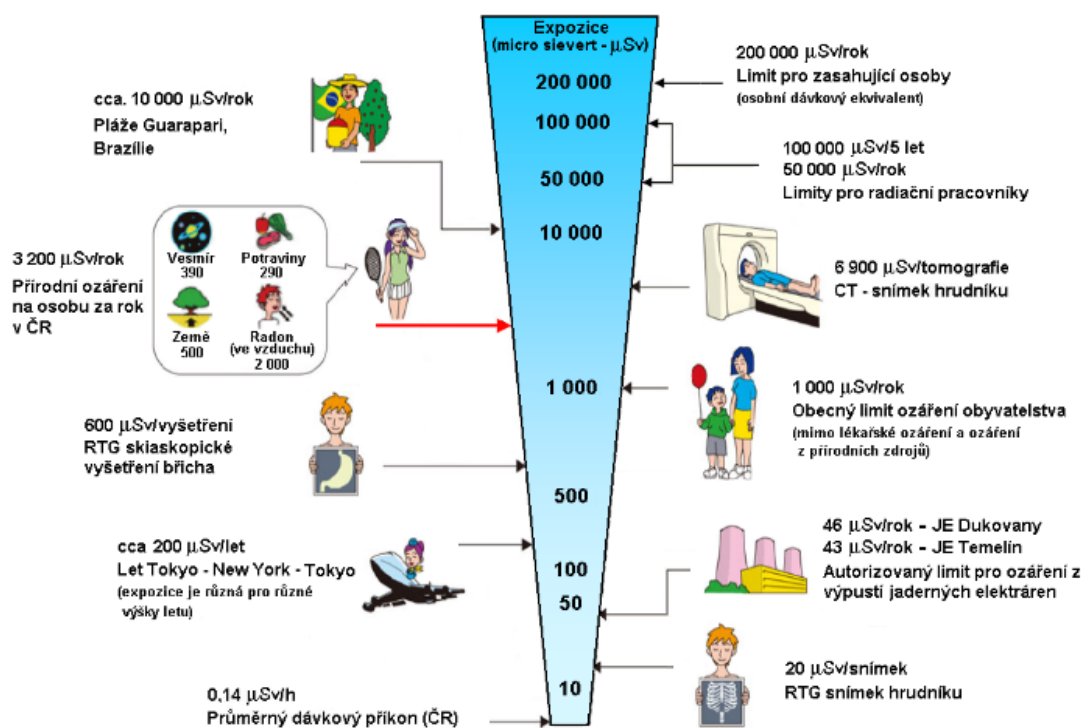 Expozice
(micro sievert - µSv)
200 000
100 000
50 000
10 000
1 000
500
100
50
10
cca. 10 000 µSv/rok
Pláže Guarapari,
Brazílie
3 200 µSv/rok
Přírodní ozáření
na osobu za rok
v ČR
Vesmír
390
Potraviny
290
Země
500
Radon
(ve vzduchu)
2 000
600 µSv/vyšetření
RTG skiaskopické
vyšetření břicha
cca 200 µSv/let
Let Tokyo - New York - Tokyo
(expozice je různá pro různé
výšky letu)
0,14 µSv/h
Průměrný dávkový příkon (ČR)
200 000 µSv/rok
Limit pro zasahující osoby
(osobní dávkový ekvivalent)
100 000 µSv/5 let
50 000 µSv/rok
Limity pro radiační pracovníky
6 900 µSv/tomografie
CT - snímek hrudníku
1 000 µSv/rok
Obecný limit ozáření obyvatelstva
(mimo lékařské ozáření a ozáření
z přírodních zdrojů)
46 µSv/rok - JE Dukovany
43 µSv/rok - JE Temelín
Autorizovaný limit pro ozáření z
výpustí jaderných elektráren
20 µSv/snímek
RTG snímek hrudníku